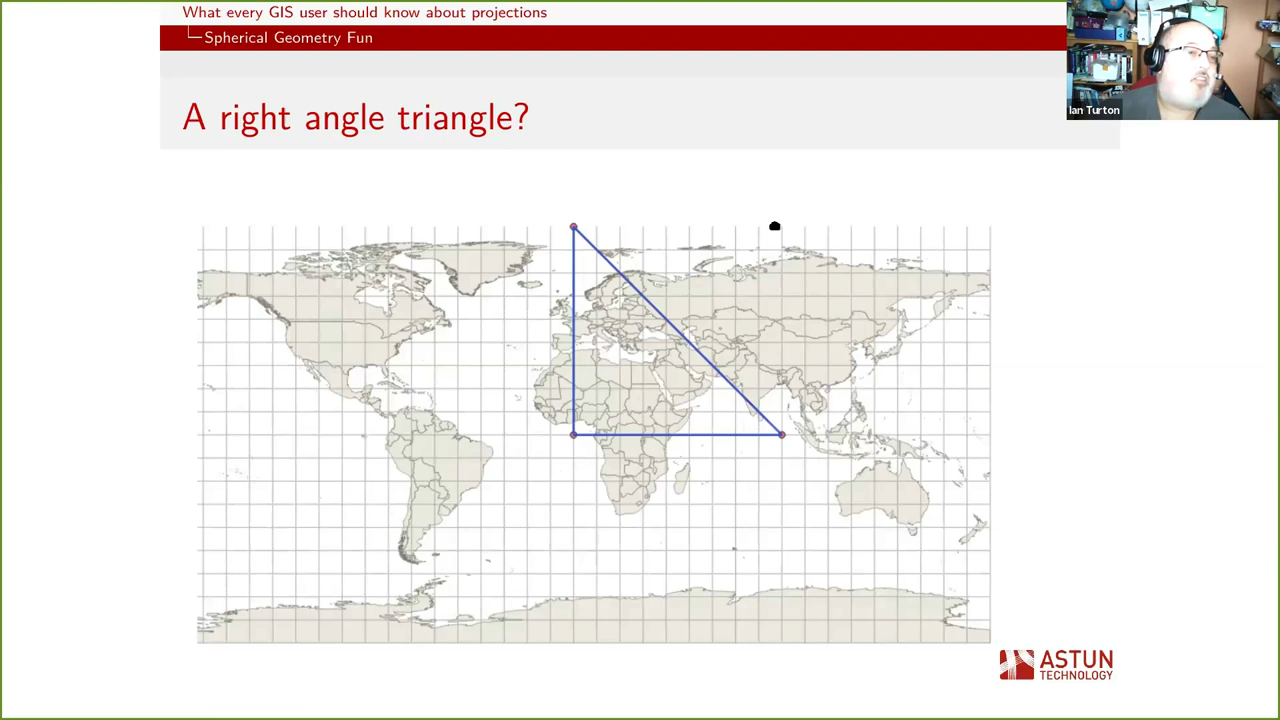 What every GIS user should know about projections
Spherical Geometry Fun
Ian Turton
A right angle triangle?
ASTUN
TECHNOLOGY